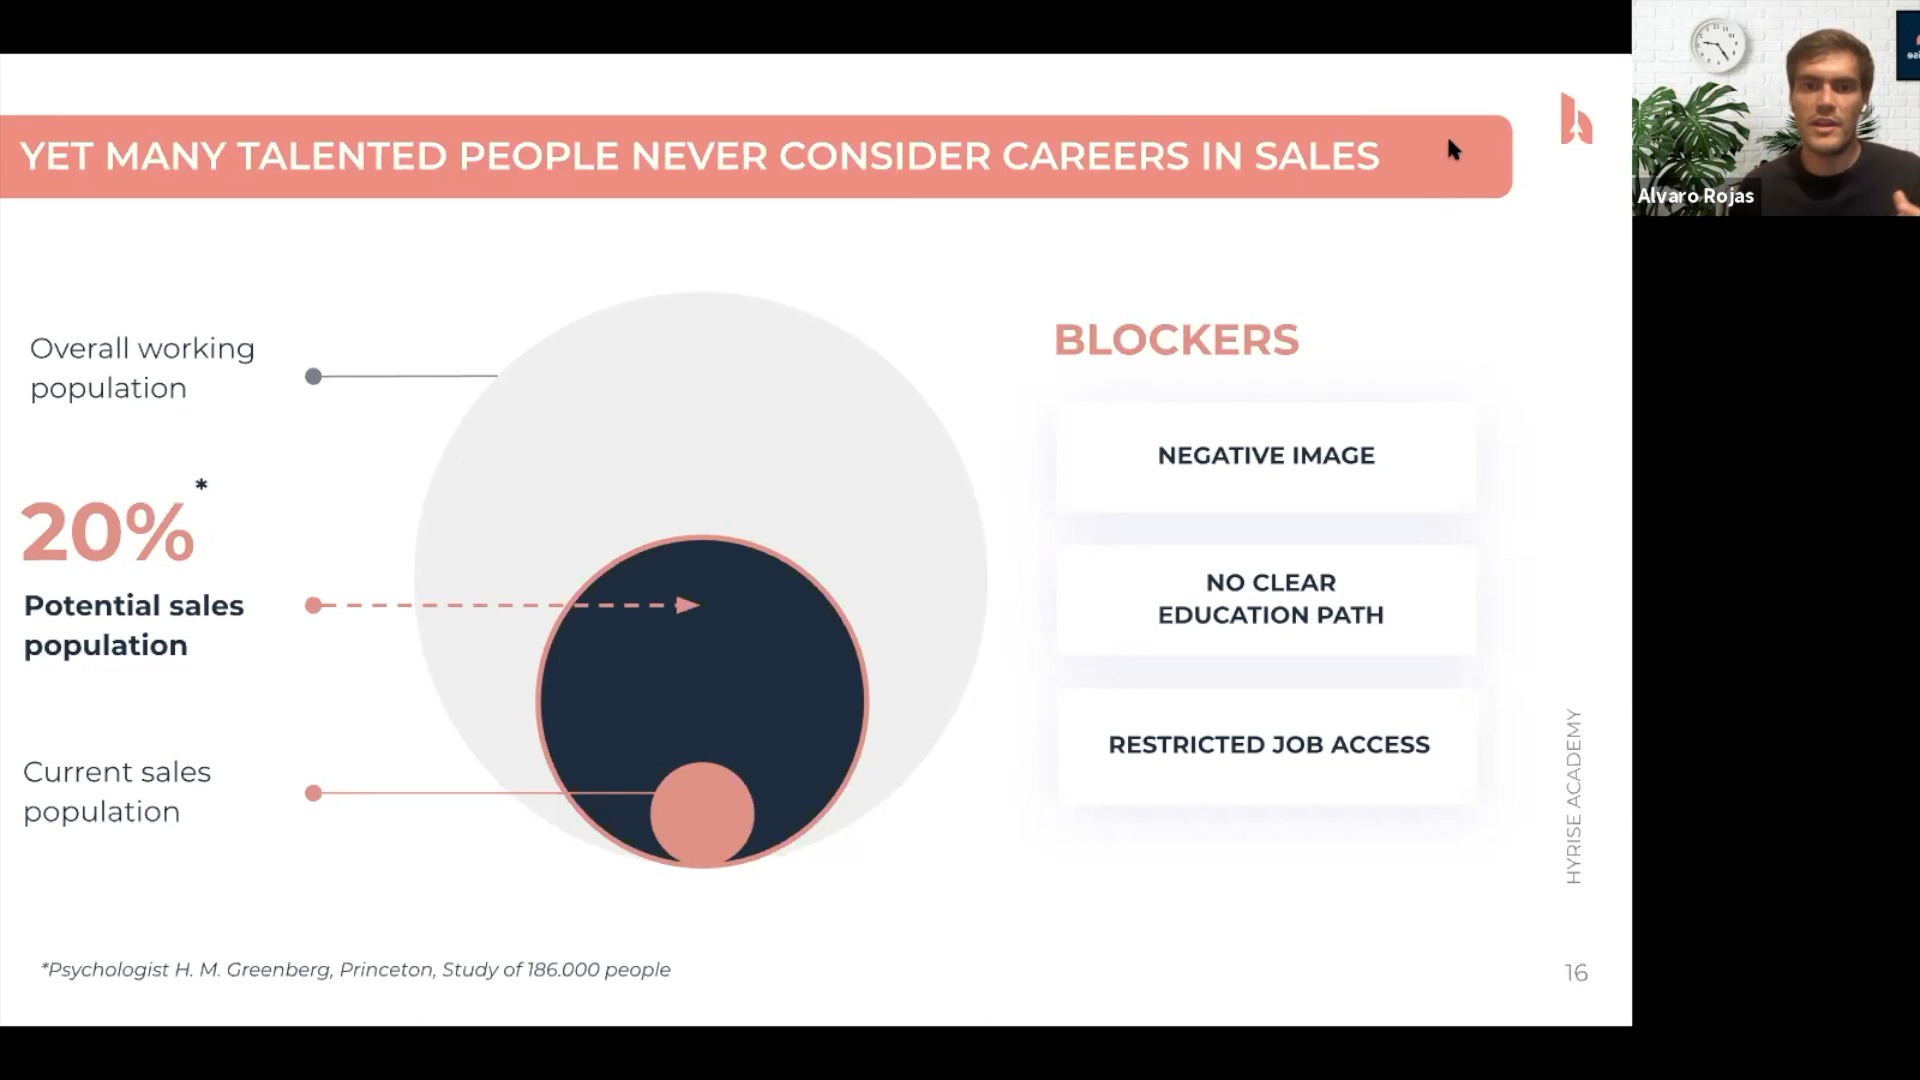 YET MANY TALENTED PEOPLE NEVER CONSIDER CAREERS IN SALES
Alvaro Rojas
Overall working
population
20%*
Potential sales
population
Current sales
population
BLOCKERS
NEGATIVE IMAGE
NO CLEAR
EDUCATION PATH
RESTRICTED JOB ACCESS
HYRISE ACADEMY
*Psychologist H. M. Greenberg, Princeton, Study of 186.000 people
16